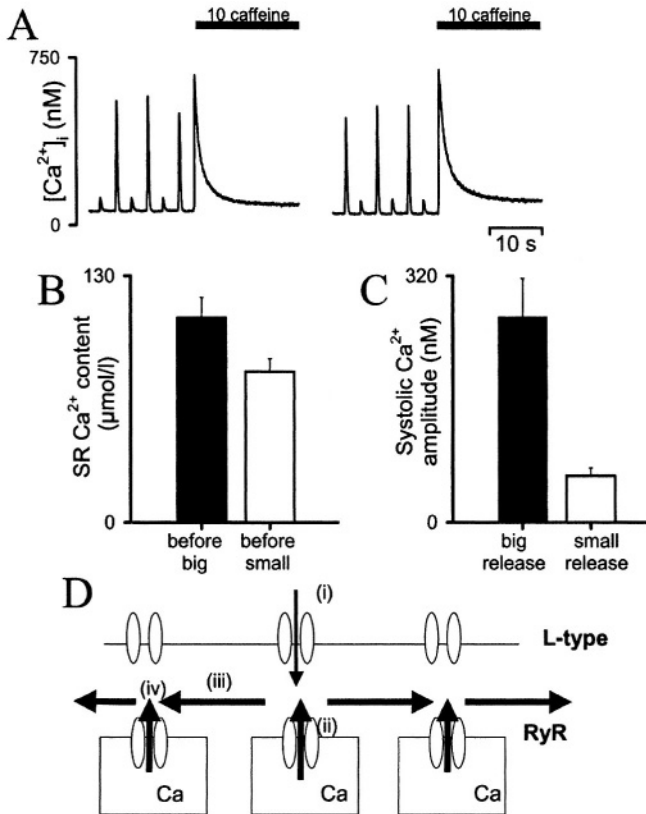 A
10 caffeine
10 caffeine
750
[Ca2+]i (nM)
0
10 s
B
130
SR Ca2+ content
(μmol/l)
0
before
big
before
small
C
320
Systolic Ca2+
amplitude (nM)
0
big
release
small
release
D
(i)
L-type
(iv)
(iii)
(ii)
RyR
Ca
Ca
Ca